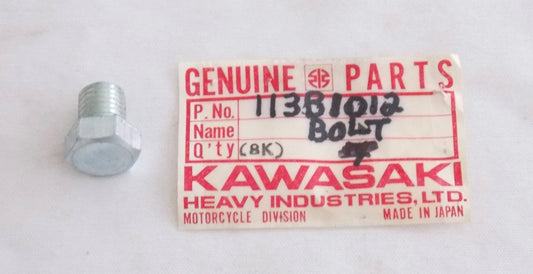 GENUINE PARTS
P. No. 113B1012
Name BOLT
Q'ty (8K)
KAWASAKI
HEAVY INDUSTRIES, LTD.
MOTORCYCLE DIVISION MADE IN JAPAN